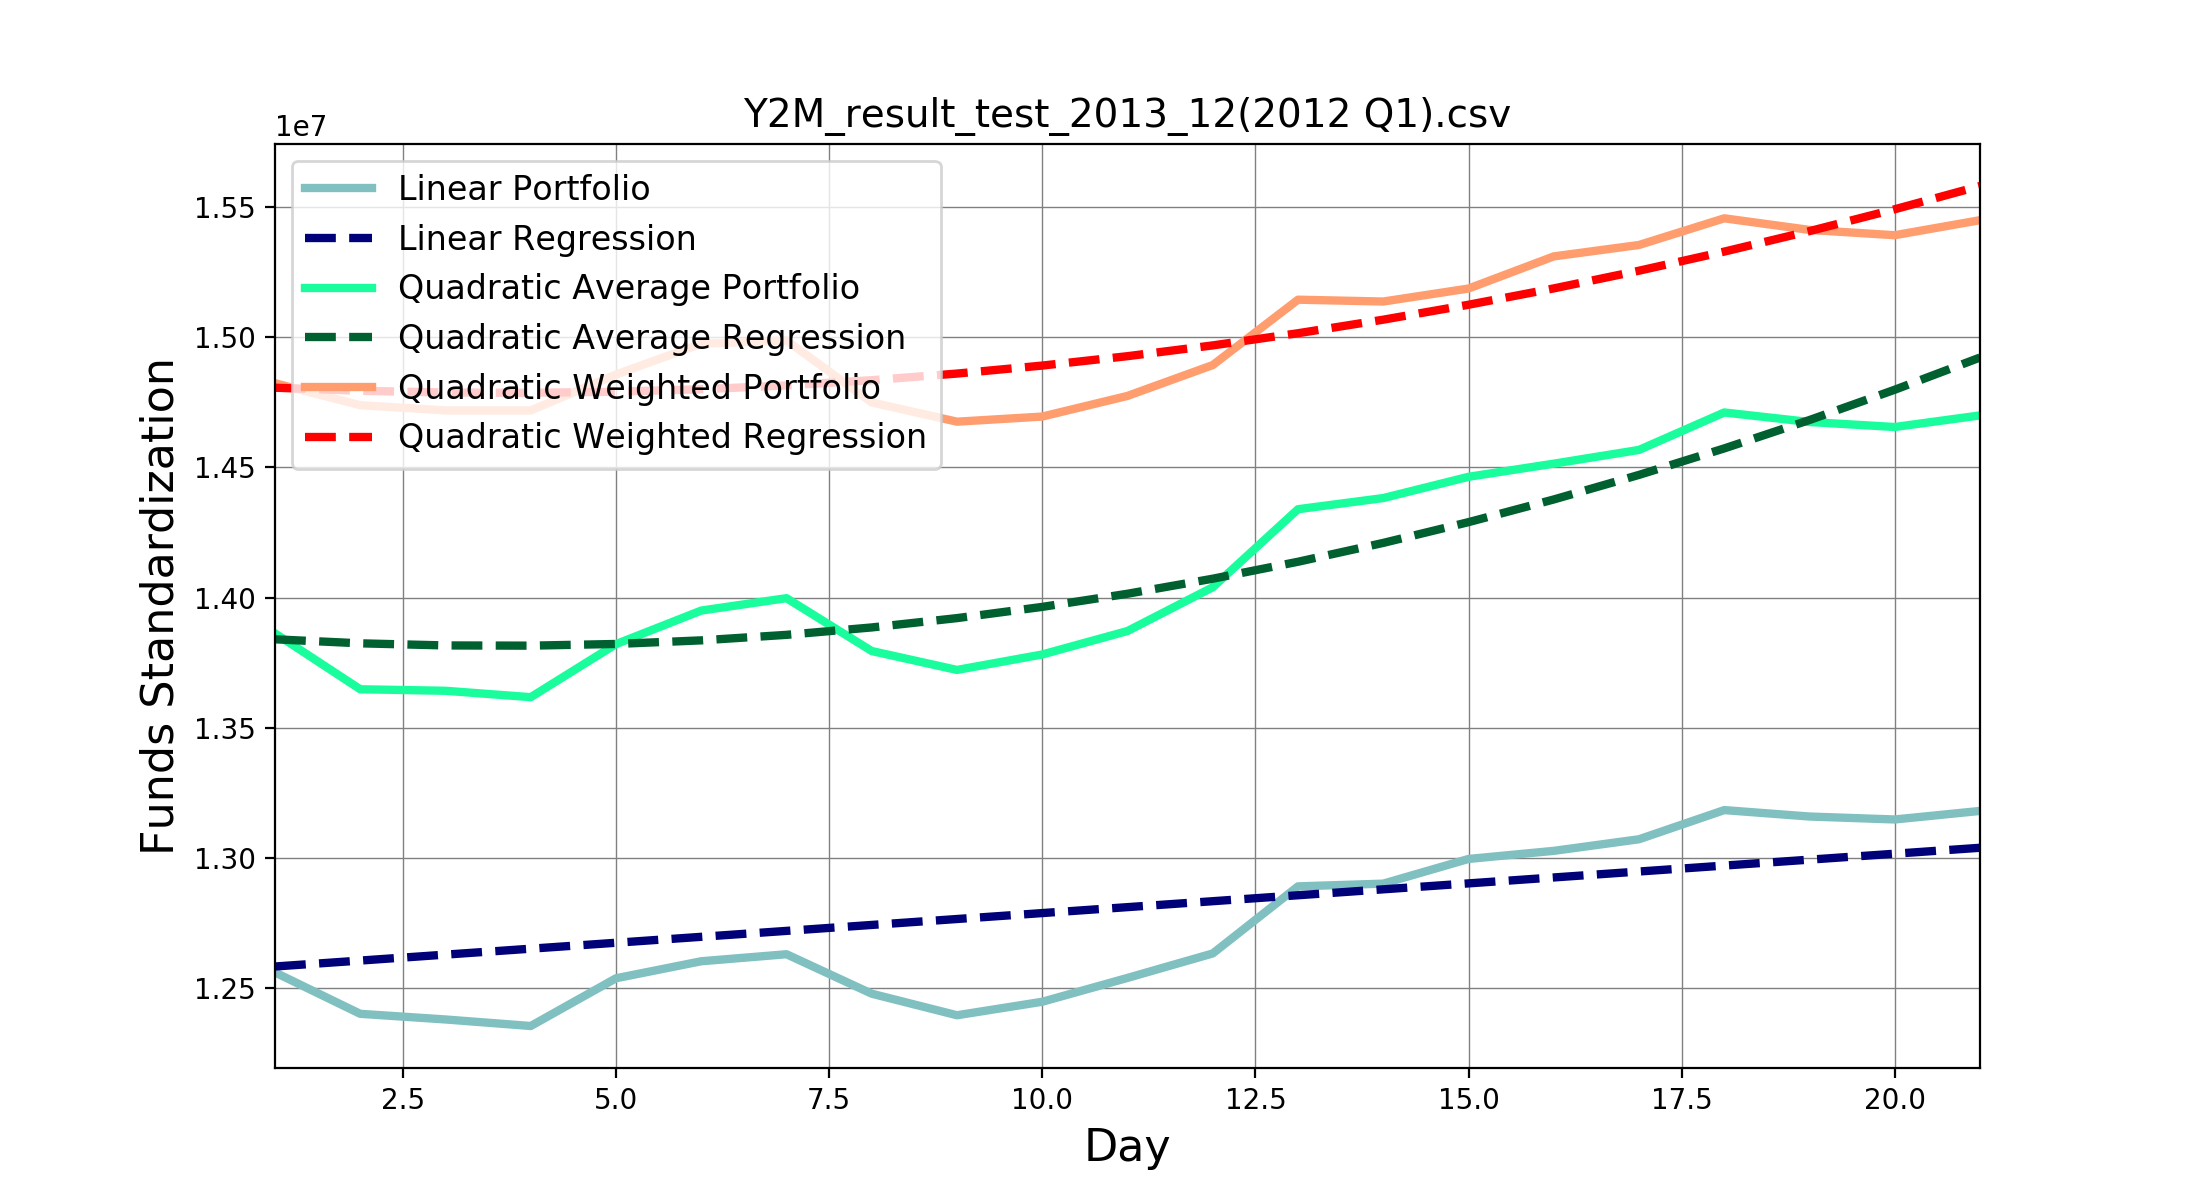 Y2M_result_test_2013_12(2012 Q1).csv
1e7
Linear Portfolio
Linear Regression
Quadratic Average Portfolio
Quadratic Average Regression
Quadratic Weighted Portfolio
Quadratic Weighted Regression
1.55
1.50
1.45
1.40
1.35
1.30
1.25
Funds Standardization
2.5 5.0 7.5 10.0 12.5 15.0 17.5 20.0
Day